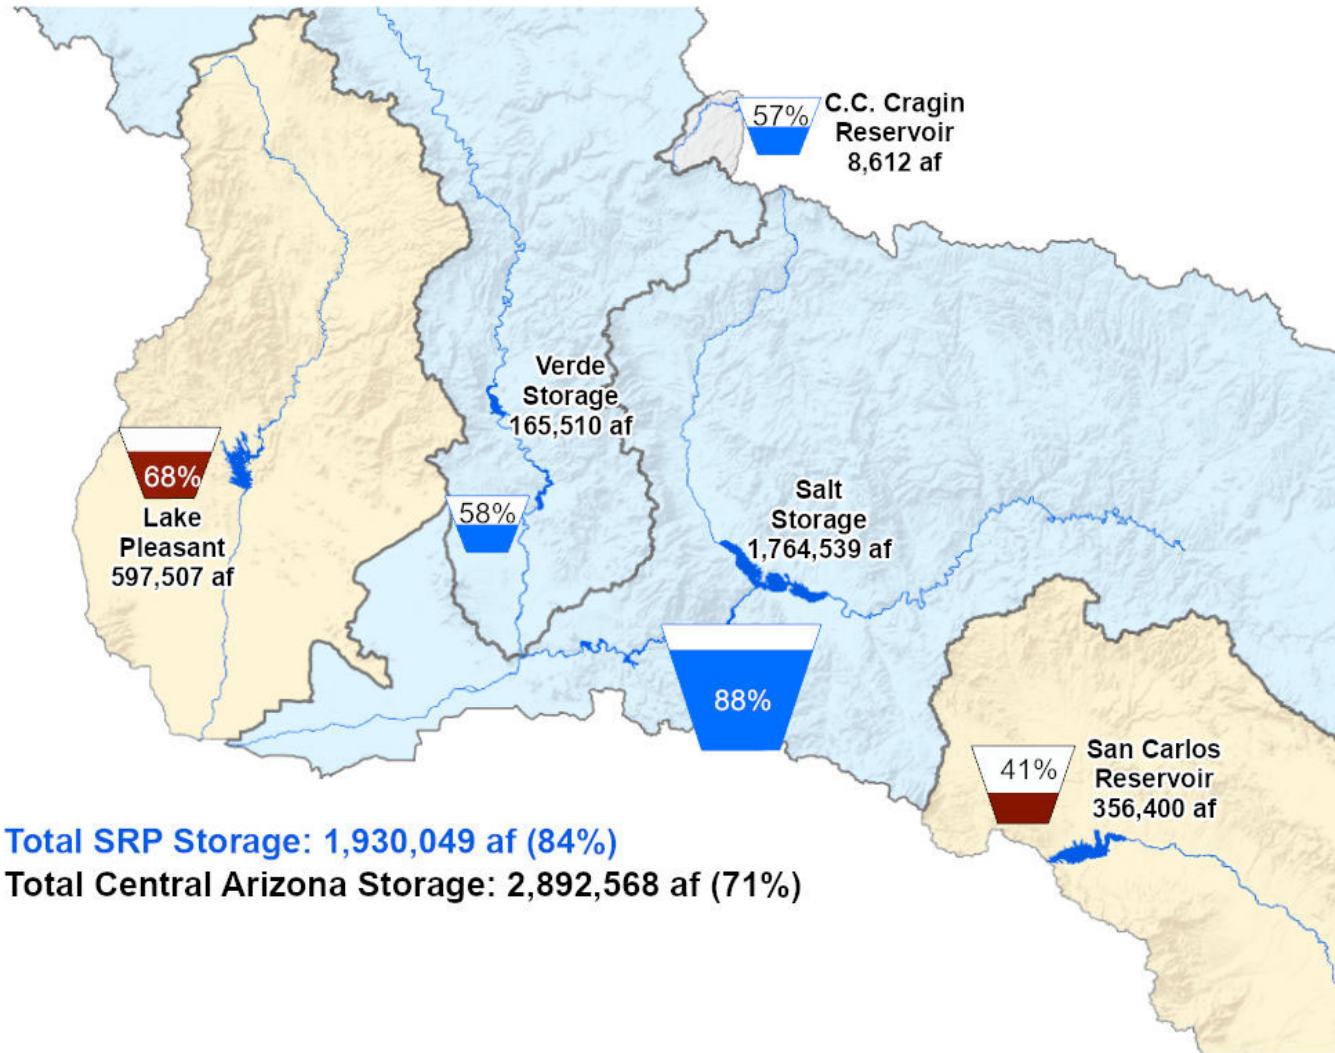 57%
C.C. Cragin
Reservoir
8,612 af
Verde
Storage
165,510 af
68%
Lake
Pleasant
597,507 af
58%
Salt
Storage
1,764,539 af
88%
41%
San Carlos
Reservoir
356,400 af
Total SRP Storage: 1,930,049 af (84%)
Total Central Arizona Storage: 2,892,568 af (71%)